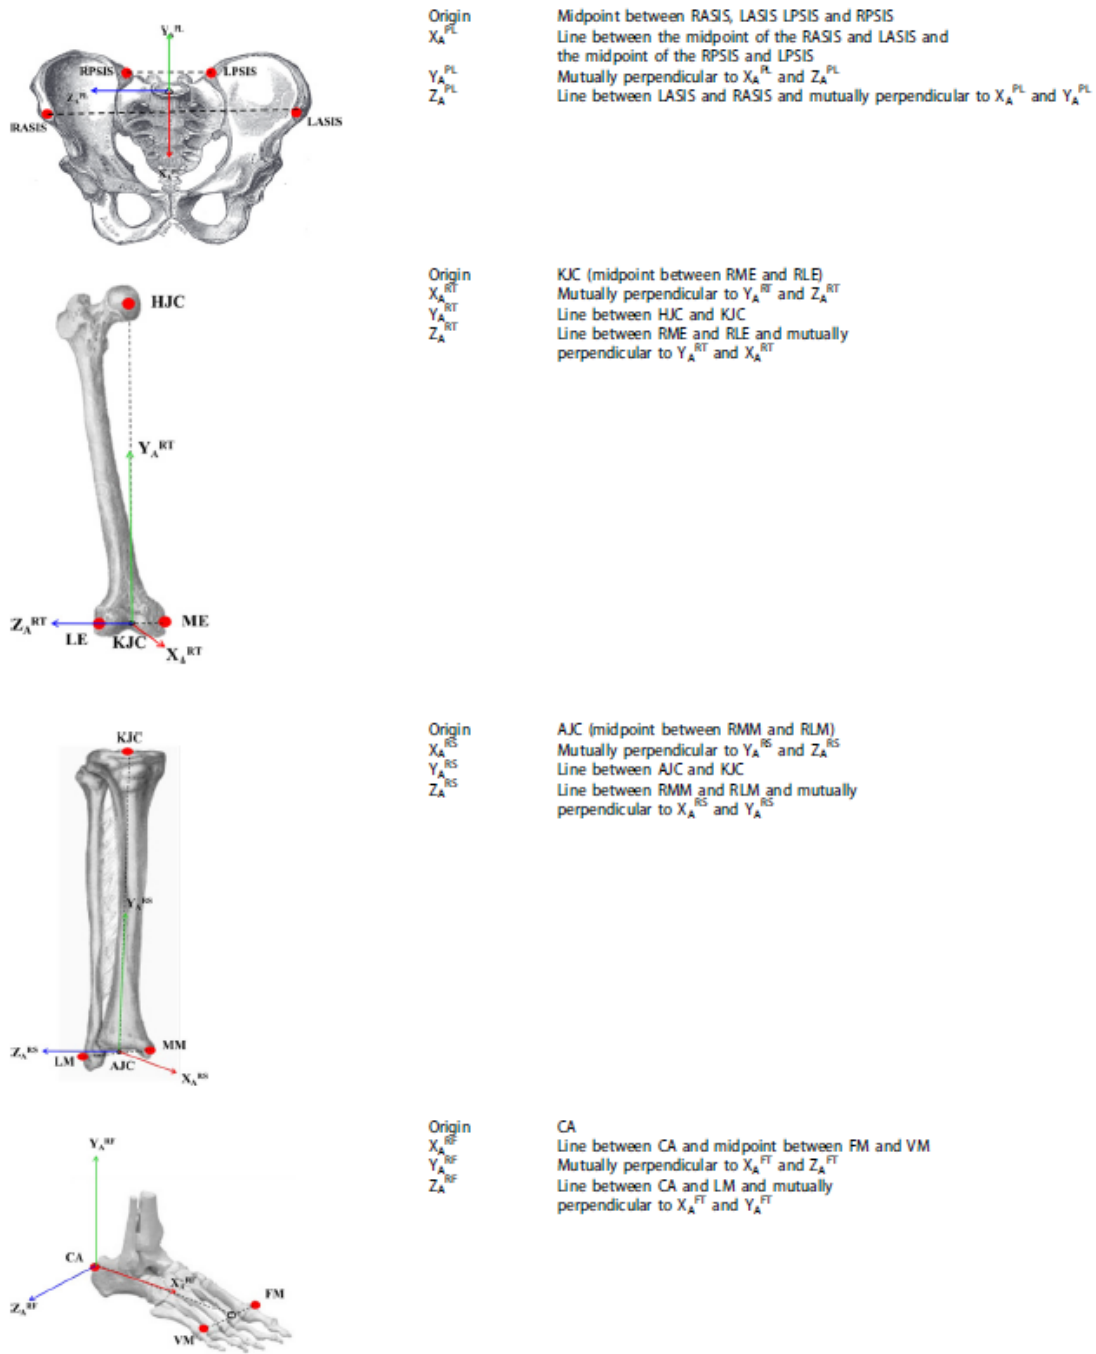 Y_A^PL
RPSIS
LPSIS
Z_A^PL
RASIS
LASIS
X_A
Origin Midpoint between RASIS, LASIS LPSIS and RPSIS
X_A^PL Line between the midpoint of the RASIS and LASIS and
the midpoint of the RPSIS and LPSIS
Y_A^PL Mutually perpendicular to X_A^PL and Z_A^PL
Z_A^PL Line between LASIS and RASIS and mutually perpendicular to X_A^PL and Y_A^PL
HJC
Y_A^RT
Z_A^RT
LE
KJC
ME
X_A^RT
Origin KJC (midpoint between RME and RLE)
X_A^RT Mutually perpendicular to Y_A^RT and Z_A^RT
Y_A^RT Line between HJC and KJC
Z_A^RT Line between RME and RLE and mutually
perpendicular to Y_A^RT and X_A^RT
KJC
Y_A^RS
Z_A^RS
LM
AJC
MM
X_A^RS
Origin AJC (midpoint between RMM and RLM)
X_A^RS Mutually perpendicular to Y_A^RS and Z_A^RS
Y_A^RS Line between AJC and KJC
Z_A^RS Line between RMM and RLM and mutually
perpendicular to X_A^RS and Y_A^RS
Y_A^RF
CA
X_A^RF
FM
Z_A^RF
VM
Origin CA
X_A^RF Line between CA and midpoint between FM and VM
Y_A^RF Mutually perpendicular to X_A^FT and Z_A^FT
Z_A^RF Line between CA and LM and mutually
perpendicular to X_A^FT and Y_A^FT